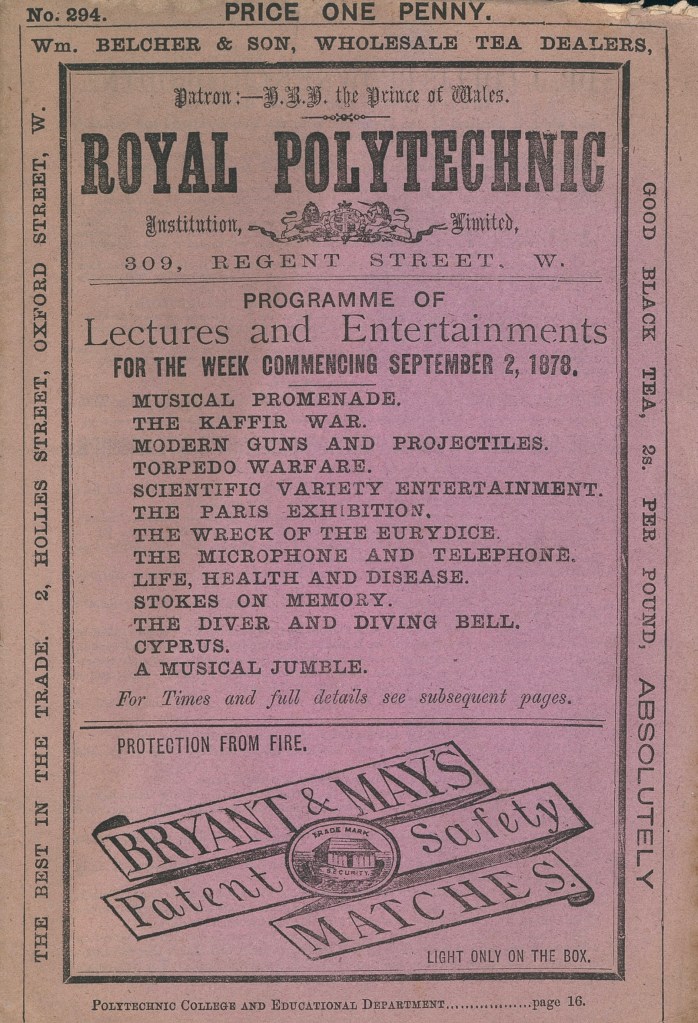 No. 294.
PRICE ONE PENNY.
Wm. BELCHER & SON, WHOLESALE TEA DEALERS,
GOOD BLACK TEA, 2s. PER POUND, ABSOLUTELY
THE BEST IN THE TRADE. 2, HOLLES STREET, OXFORD STREET, W.
Patron:—H.R.H. the Prince of Wales.
ROYAL POLYTECHNIC
Institution, Limited,
309, REGENT STREET, W.
PROGRAMME OF
Lectures and Entertainments
FOR THE WEEK COMMENCING SEPTEMBER 2, 1878.
MUSICAL PROMENADE.
THE KAFFIR WAR.
MODERN GUNS AND PROJECTILES.
TORPEDO WARFARE.
SCIENTIFIC VARIETY ENTERTAINMENT.
THE PARIS EXHIBITION.
THE WRECK OF THE EURYDICE.
THE MICROPHONE AND TELEPHONE.
LIFE, HEALTH AND DISEASE.
STOKES ON MEMORY.
THE DIVER AND DIVING BELL.
CYPRUS.
A MUSICAL JUMBLE.
For Times and full details see subsequent pages.
PROTECTION FROM FIRE.
BRYANT & MAY'S
Patent Safety
TRADE MARK
SECURITY.
MATCHES.
LIGHT ONLY ON THE BOX.
POLYTECHNIC COLLEGE AND EDUCATIONAL DEPARTMENT..................page 16.